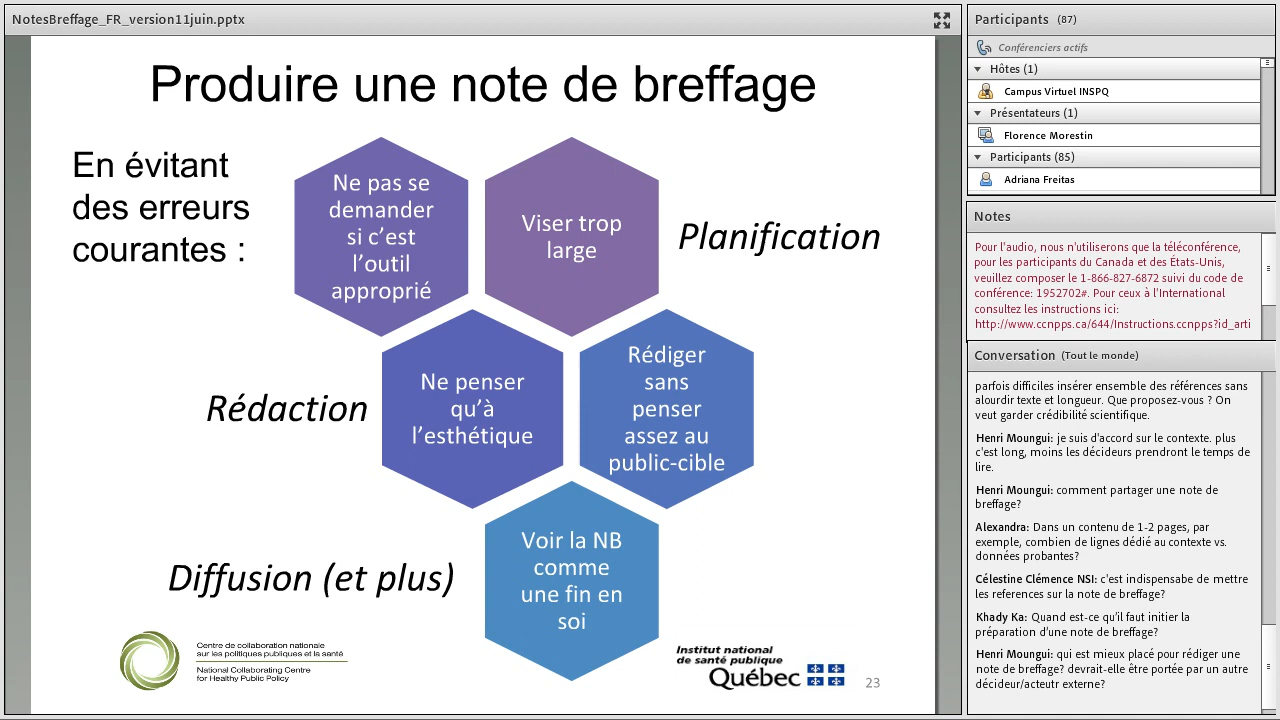 NotesBreffage_FR_version11juin.pptx
Produire une note de breffage
En évitant
des erreurs
courantes :
Ne pas se
demander
si c’est
l’outil
approprié
Viser trop
large
Planification
Rédaction
Ne penser
qu’à
l’esthétique
Rédiger
sans
penser
assez au
public-cible
Diffusion (et plus)
Voir la NB
comme
une fin en
soi
Centre de collaboration nationale
sur les politiques publiques et la santé
National Collaborating Centre
for Healthy Public Policy
Institut national
de santé publique
Québec
23
Participants (87)
Conférenciers actifs
Hôtes (1)
Campus Virtuel INSPQ
Présentateurs (1)
Florence Morestin
Participants (85)
Adriana Freitas
Notes
Pour l'audio, nous n'utiliserons que la téléconférence,
pour les participants du Canada et des États-Unis,
veuillez composer le 1-866-827-6872 suivi du code de
conférence: 1952702#. Pour ceux à l'International
consultez les instructions ici:
http://www.ccnpps.ca/644/Instructions.ccnpps?id_arti
Conversation (Tout le monde)
parfois difficiles insérer ensemble des références sans
alourdir texte et longueur. Que proposez-vous ? On
veut garder crédibilité scientifique.
Henri Moungui: je suis d'accord sur le contexte. plus
c'est long, moins les décideurs prendront le temps de
lire.
Henri Moungui: comment partager une note de
breffage?
Alexandra: Dans un contenu de 1-2 pages, par
exemple, combien de lignes dédié au contexte vs.
données probantes?
Célestine Clémence NSI: c'est indispensabe de mettre
les references sur la note de breffage?
Khady Ka: Quand est-ce qu'il faut initier la
préparation d'une note de breffage?
Henri Moungui: qui est mieux placé pour rédiger une
note de breffage? devrait-elle être portée par un autre
décideur/acteutr externe?